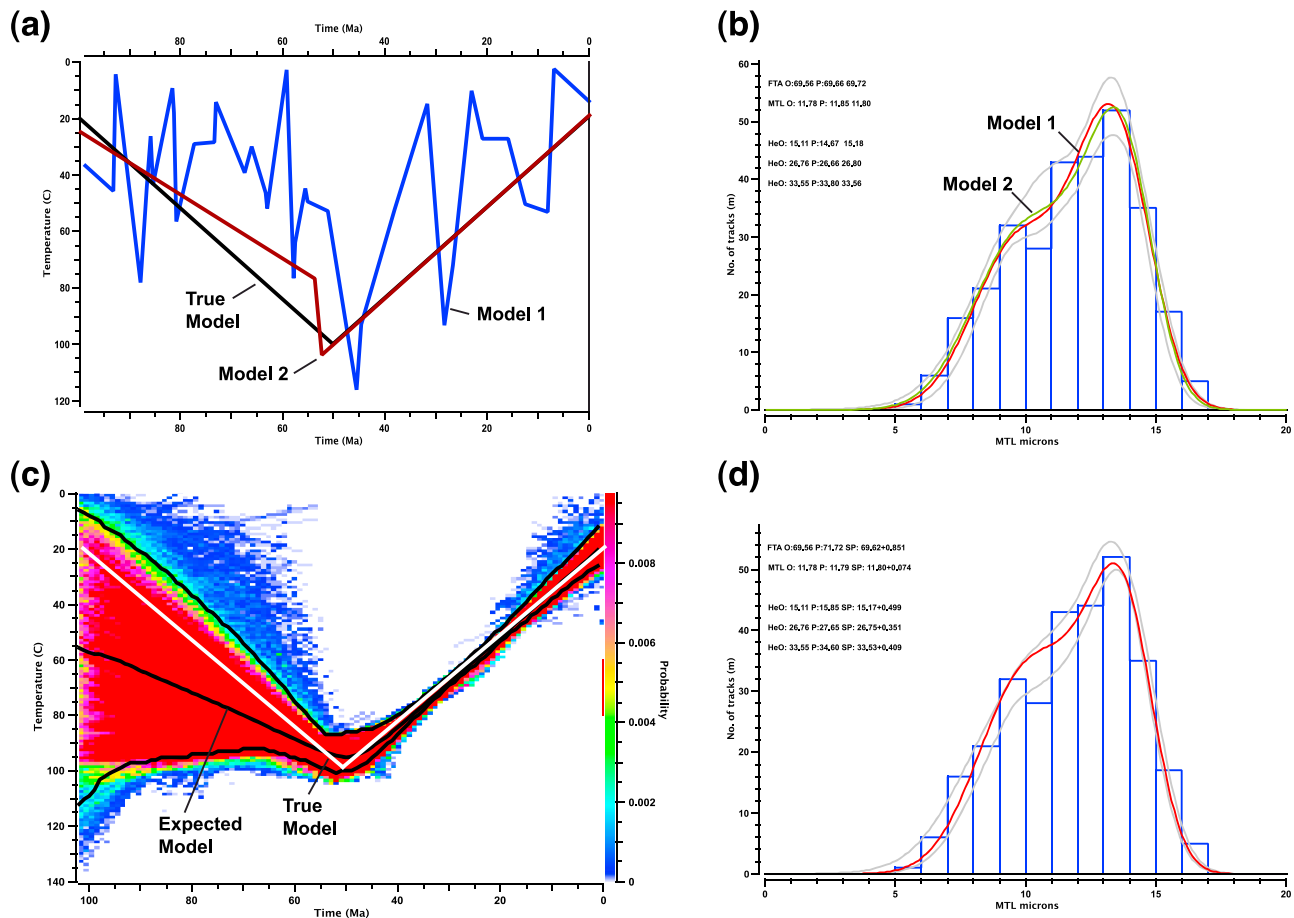 (a)
Time (Ma)
80 60 40 20 0
0
20
40
60
80
100
120
Temperature (C)
True
Model
Model 2
Model 1
80 60 40 20 0
Time (Ma)
(b)
60
50
40
30
20
10
0
No. of tracks (m)
FTA O:69.56 P:69.66 69.72
MTL O: 11.78 P: 11.85 11.80
HeO: 15.11 P:14.67 15.18
HeO: 26.76 P:26.66 26.80
HeO: 33.55 P:33.80 33.56
Model 1
Model 2
0 5 10 15 20
MTL microns
(c)
0
20
40
60
80
100
120
140
Temperature (C)
Expected
Model
True
Model
100 80 60 40 20 0
Time (Ma)
0.008
0.006
0.004
0.002
0
Probability
(d)
50
40
30
20
10
0
No. of tracks (m)
FTA O:69.56 P:71.72 SP: 69.62+0.851
MTL O: 11.78 P: 11.79 SP: 11.80+0.074
HeO: 15.11 P:15.85 SP: 15.17+0.499
HeO: 26.76 P:27.65 SP: 26.75+0.351
HeO: 33.55 P:34.60 SP: 33.53+0.409
0 5 10 15 20
MTL microns